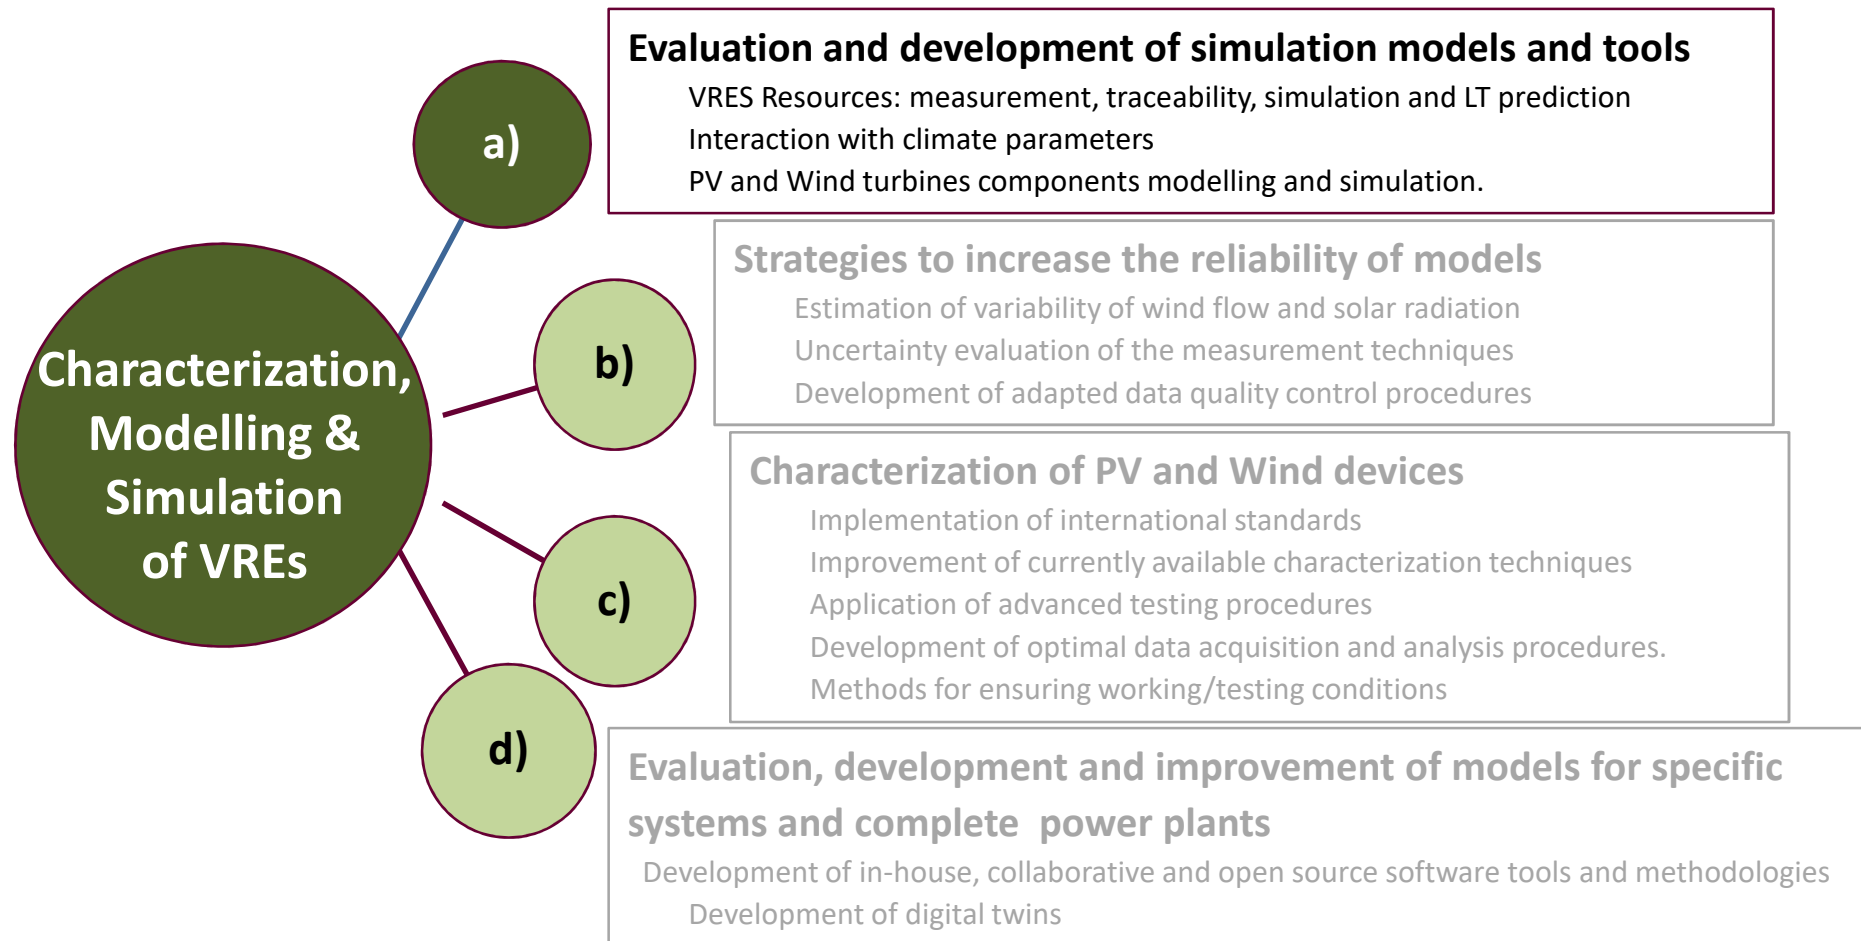 Characterization,
Modelling &
Simulation
of VREs
a)
Evaluation and development of simulation models and tools
VRES Resources: measurement, traceability, simulation and LT prediction
Interaction with climate parameters
PV and Wind turbines components modelling and simulation.
b)
Strategies to increase the reliability of models
Estimation of variability of wind flow and solar radiation
Uncertainty evaluation of the measurement techniques
Development of adapted data quality control procedures
c)
Characterization of PV and Wind devices
Implementation of international standards
Improvement of currently available characterization techniques
Application of advanced testing procedures
Development of optimal data acquisition and analysis procedures.
Methods for ensuring working/testing conditions
d)
Evaluation, development and improvement of models for specific
systems and complete  power plants
Development of in-house, collaborative and open source software tools and methodologies
Development of digital twins